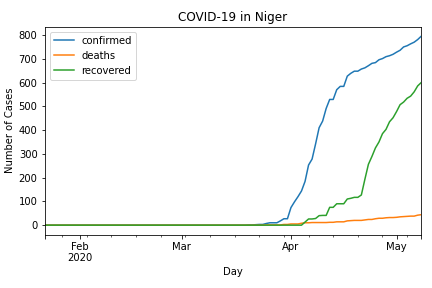 COVID-19 in Niger
confirmed
deaths
recovered
Number of Cases
800
700
600
500
400
300
200
100
0
Feb
2020
Mar
Apr
May
Day